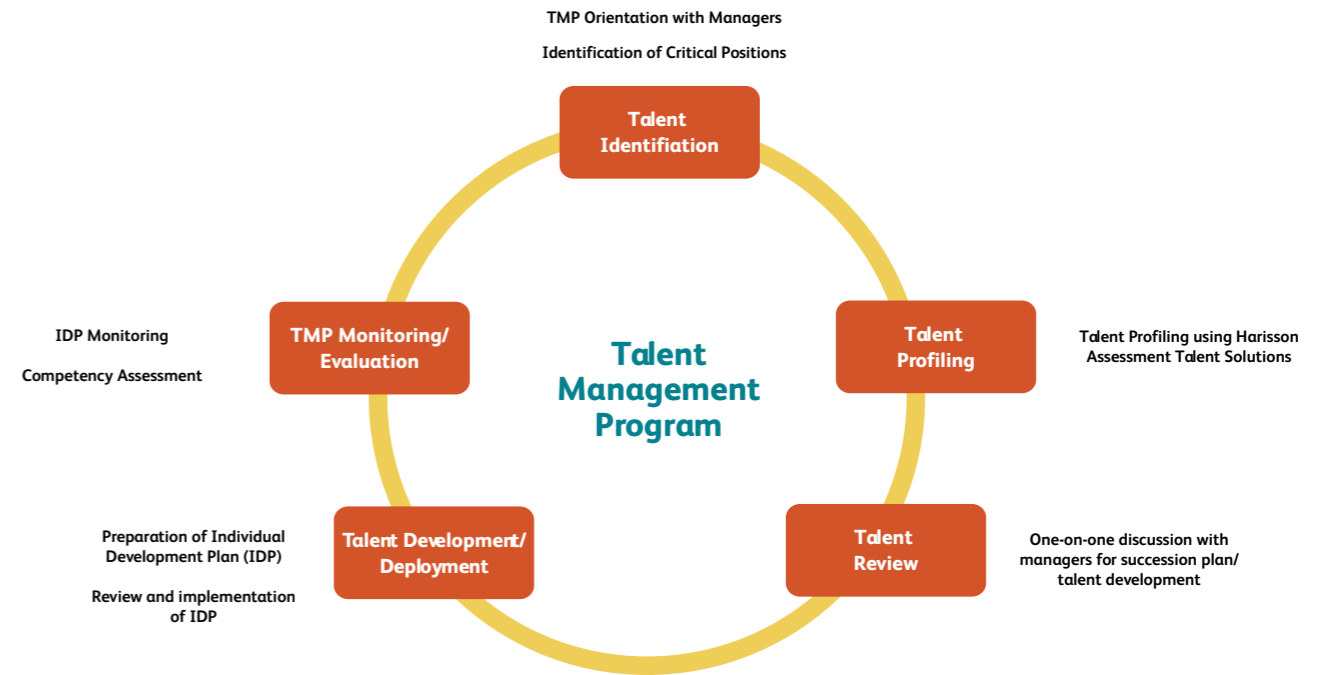 TMP Orientation with Managers
Identification of Critical Positions
Talent
Identifiation
Talent
Profiling
Talent Profiling using Harisson
Assessment Talent Solutions
Talent
Review
One-on-one discussion with
managers for succession plan/
talent development
Talent Development/
Deployment
Preparation of Individual
Development Plan (IDP)
Review and implementation
of IDP
TMP Monitoring/
Evaluation
IDP Monitoring
Competency Assessment
Talent
Management
Program